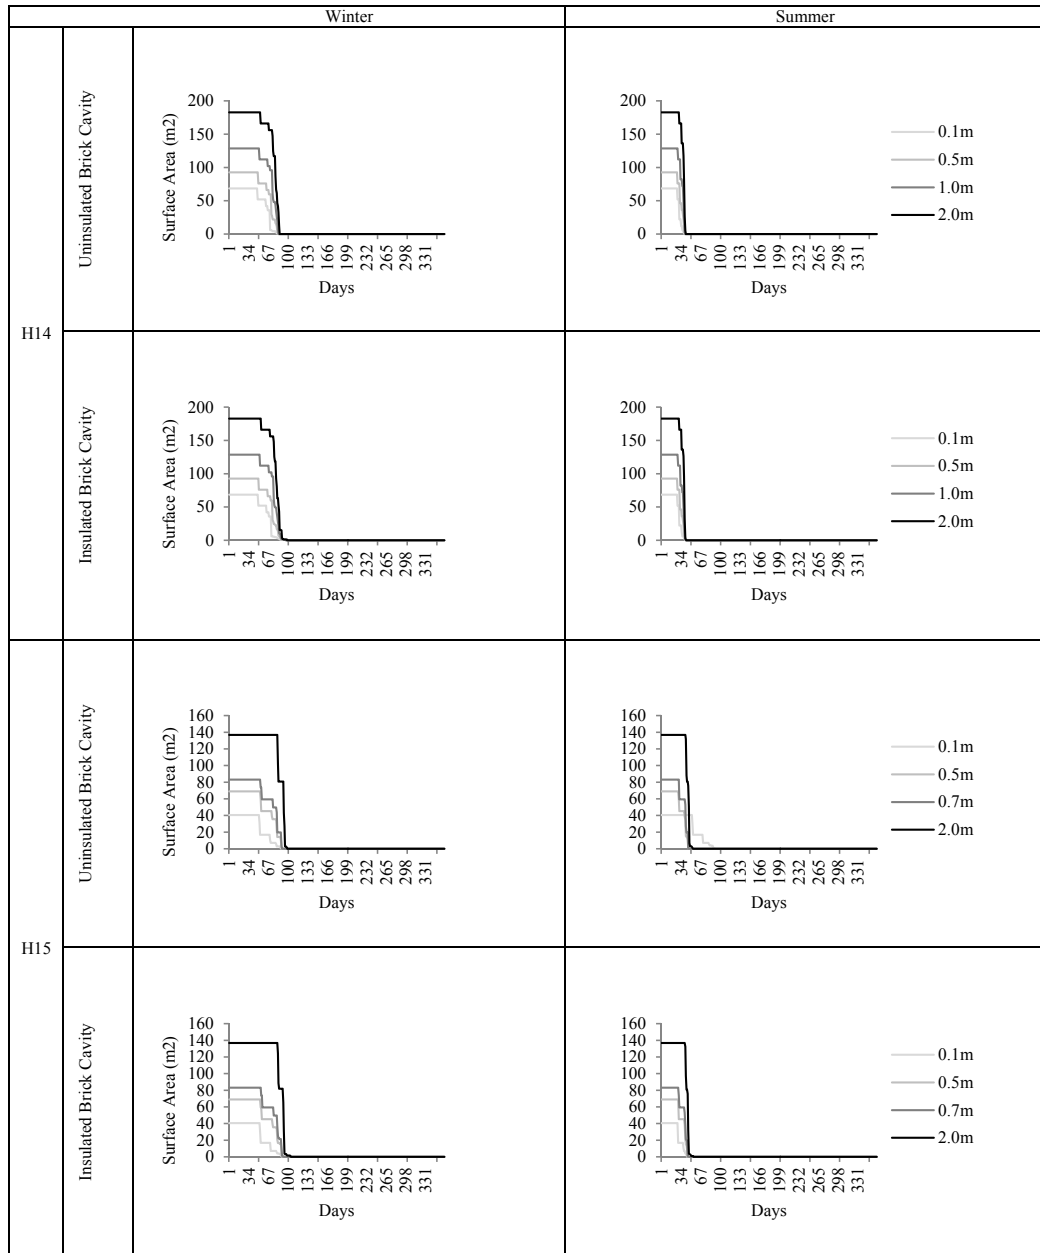 Winter Summer
H14
Uninsulated Brick Cavity
Surface Area (m2)
200
150
100
50
0
1 34 67 100 133 166 199 232 265 298 331
Days
200
150
100
50
0
1 34 67 100 133 166 199 232 265 298 331
Days
0.1m
0.5m
1.0m
2.0m
Insulated Brick Cavity
Surface Area (m2)
200
150
100
50
0
1 34 67 100 133 166 199 232 265 298 331
Days
200
150
100
50
0
1 34 67 100 133 166 199 232 265 298 331
Days
0.1m
0.5m
1.0m
2.0m
H15
Uninsulated Brick Cavity
Surface Area (m2)
160
140
120
100
80
60
40
20
0
1 34 67 100 133 166 199 232 265 298 331
Days
160
140
120
100
80
60
40
20
0
1 34 67 100 133 166 199 232 265 298 331
Days
0.1m
0.5m
0.7m
2.0m
Insulated Brick Cavity
Surface Area (m2)
160
140
120
100
80
60
40
20
0
1 34 67 100 133 166 199 232 265 298 331
Days
160
140
120
100
80
60
40
20
0
1 34 67 100 133 166 199 232 265 298 331
Days
0.1m
0.5m
0.7m
2.0m